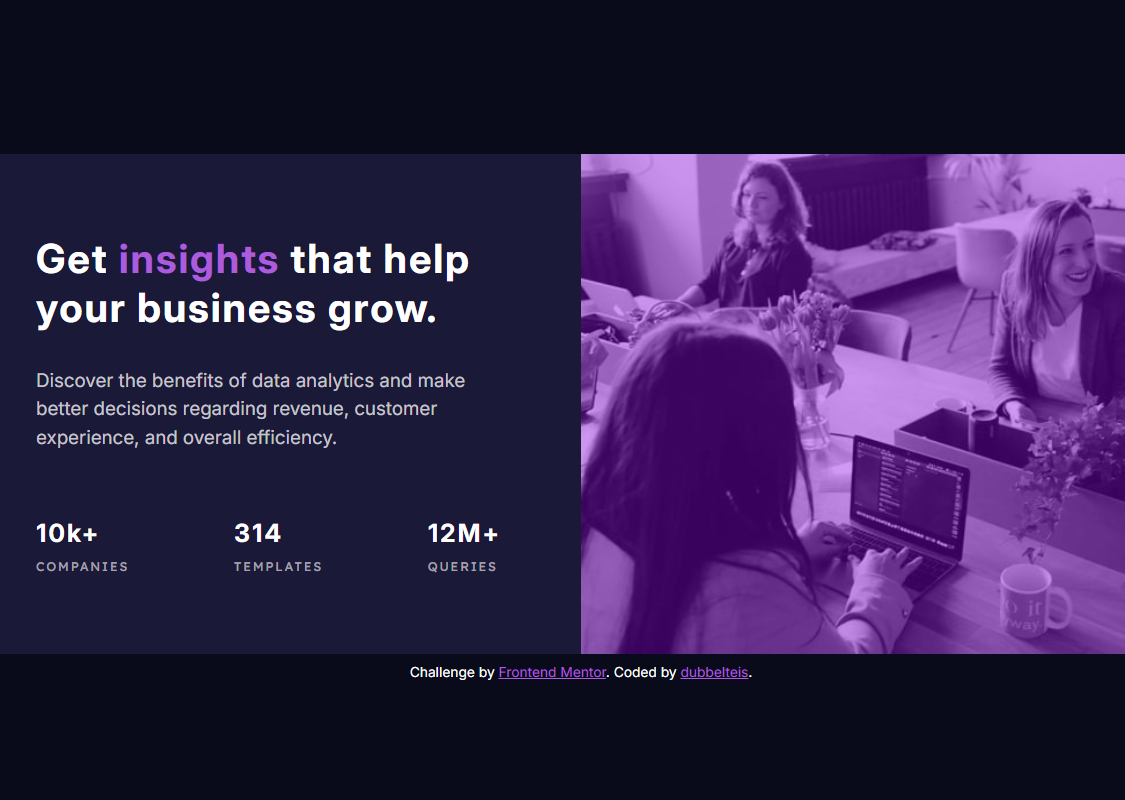 Get insights that help
your business grow.
Discover the benefits of data analytics and make
better decisions regarding revenue, customer
experience, and overall efficiency.
10k+
COMPANIES
314
TEMPLATES
12M+
QUERIES
Challenge by Frontend Mentor. Coded by dubbelteis.